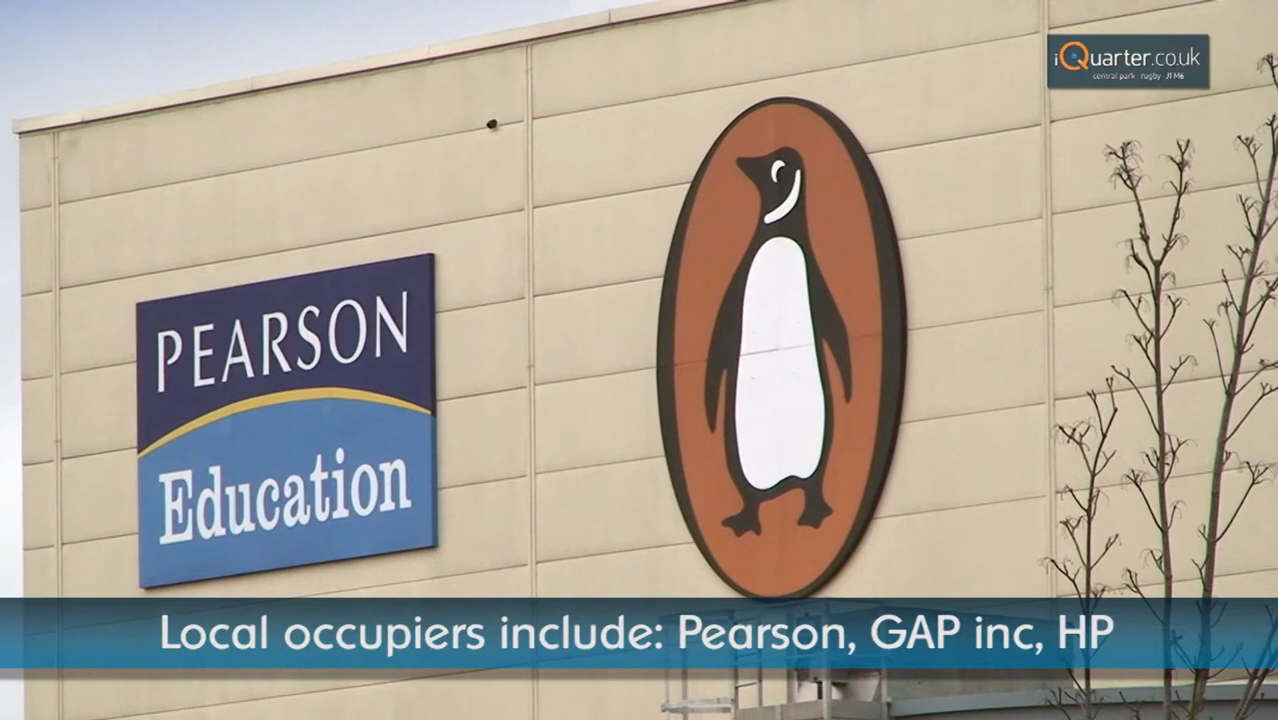 iQuarter.co.uk
central park · rugby · J1 M6
PEARSON
Education
Local occupiers include: Pearson, GAP inc, HP